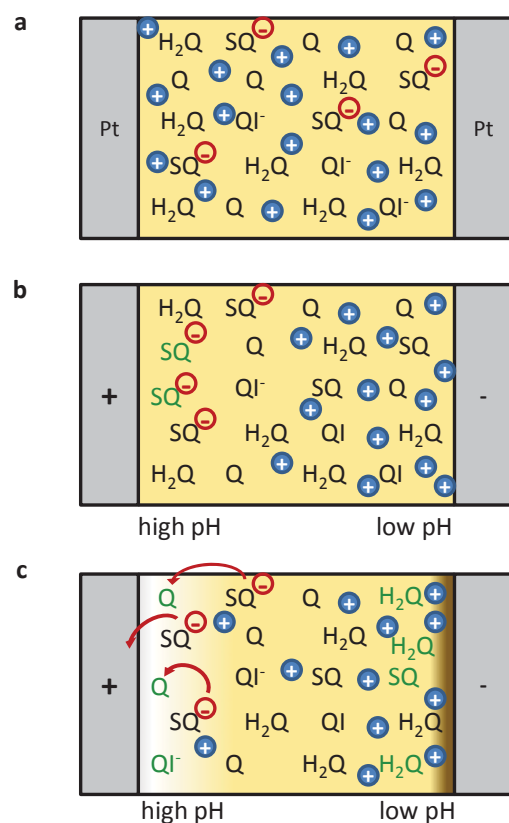 a
H₂Q SQ Q Q
Q Q H₂Q SQ
Pt H₂Q QI⁻ SQ Q Pt
SQ H₂Q QI⁻ H₂Q
H₂Q Q H₂Q QI⁻
b
H₂Q SQ Q Q
SQ Q H₂Q SQ
+ SQ QI⁻ SQ Q -
SQ H₂Q QI H₂Q
H₂Q Q H₂Q QI
high pH low pH
c
Q SQ Q H₂Q
SQ Q H₂Q H₂Q
+ Q QI⁻ SQ SQ -
SQ H₂Q QI H₂Q
QI⁻ Q H₂Q H₂Q
high pH low pH